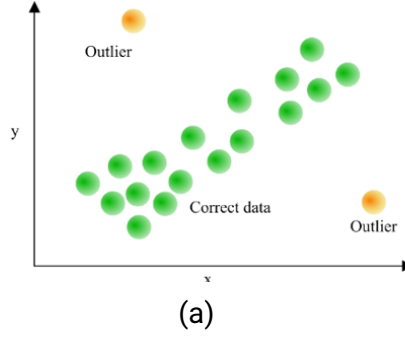 Outlier
y
Correct data
Outlier
x
(a)